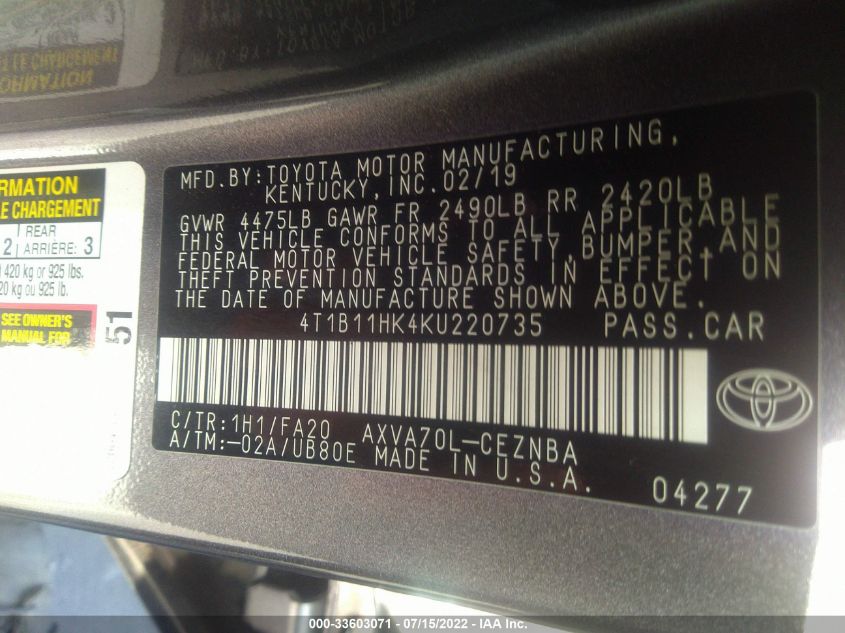 MFD.BY:TOYOTA MOTOR MANUFACTURING,
KENTUCKY,INC.02/19
GVWR 4475LB GAWR FR 2490LB RR 2420LB
THIS VEHICLE CONFORMS TO ALL APPLICABLE
FEDERAL MOTOR VEHICLE SAFETY,BUMPER,AND
THEFT PREVENTION STANDARDS IN EFFECT ON
THE DATE OF MANUFACTURE SHOWN ABOVE.
4T1B11HK4KU220735 PASS.CAR
C/TR:1H1/FA20 AXVA70L-CEZNBA
A/TM:-02A/UB80E MADE IN U.S.A.
04277
RMATION
E CHARGEMENT
2 REAR
ARRIÈRE: 3
420 kg or 925 lbs.
20 kg ou 925 lb.
SEE OWNER'S
MANUAL FOR
51
000-33603071 - 07/15/2022 - IAA Inc.